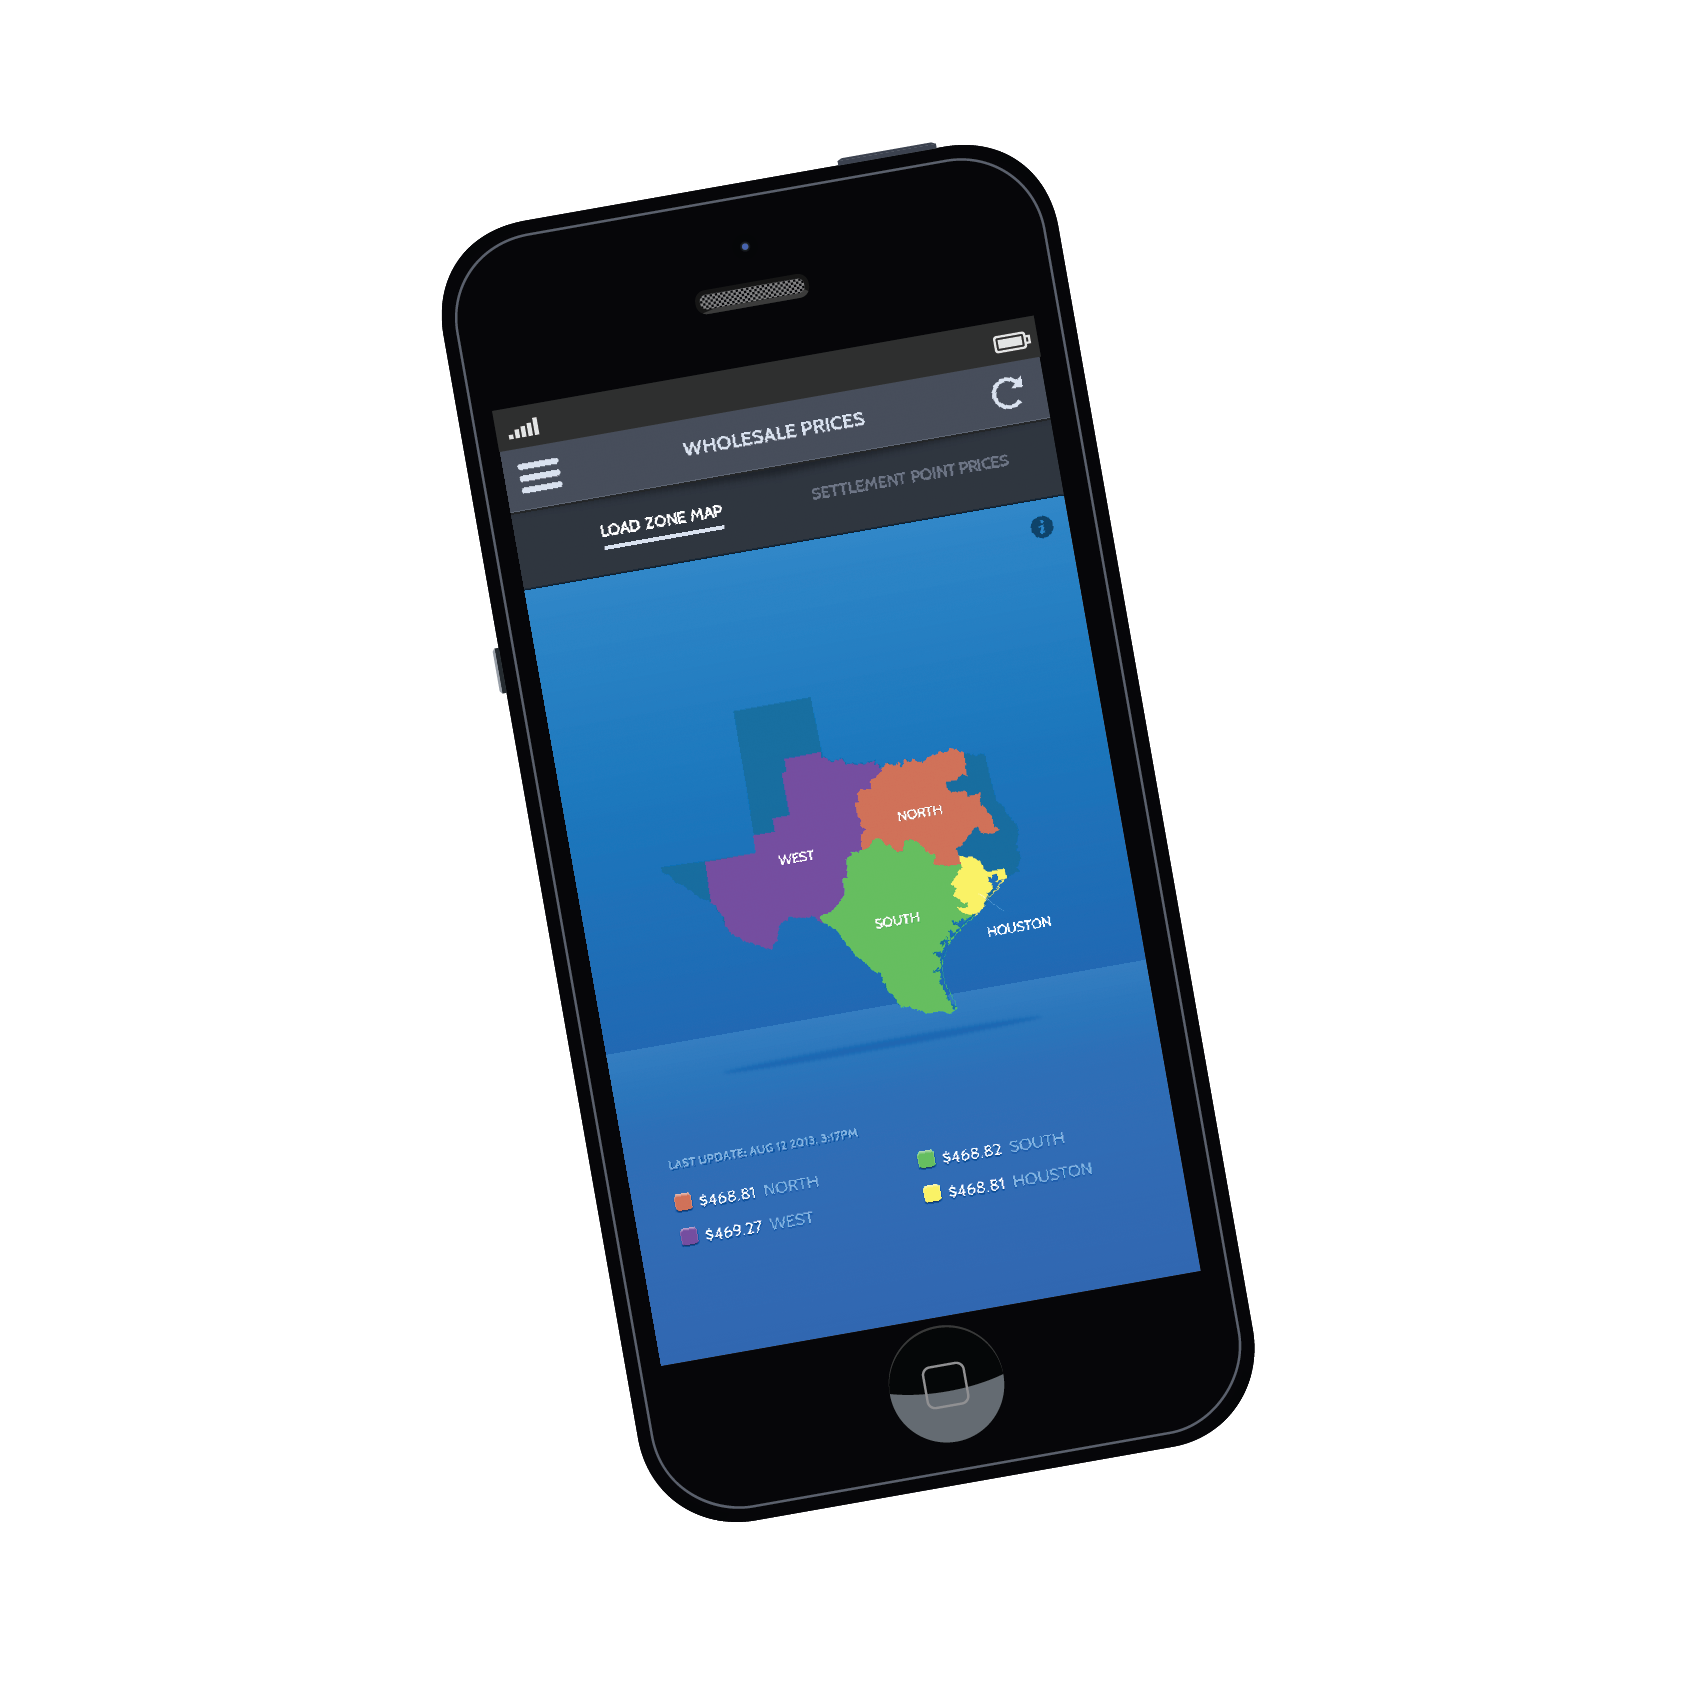 WHOLESALE PRICES
LOAD ZONE MAP
SETTLEMENT POINT PRICES
NORTH
WEST
SOUTH
HOUSTON
LAST UPDATE: AUG 12 2013, 3:17PM
$468.81 NORTH
$469.27 WEST
$468.82 SOUTH
$468.81 HOUSTON